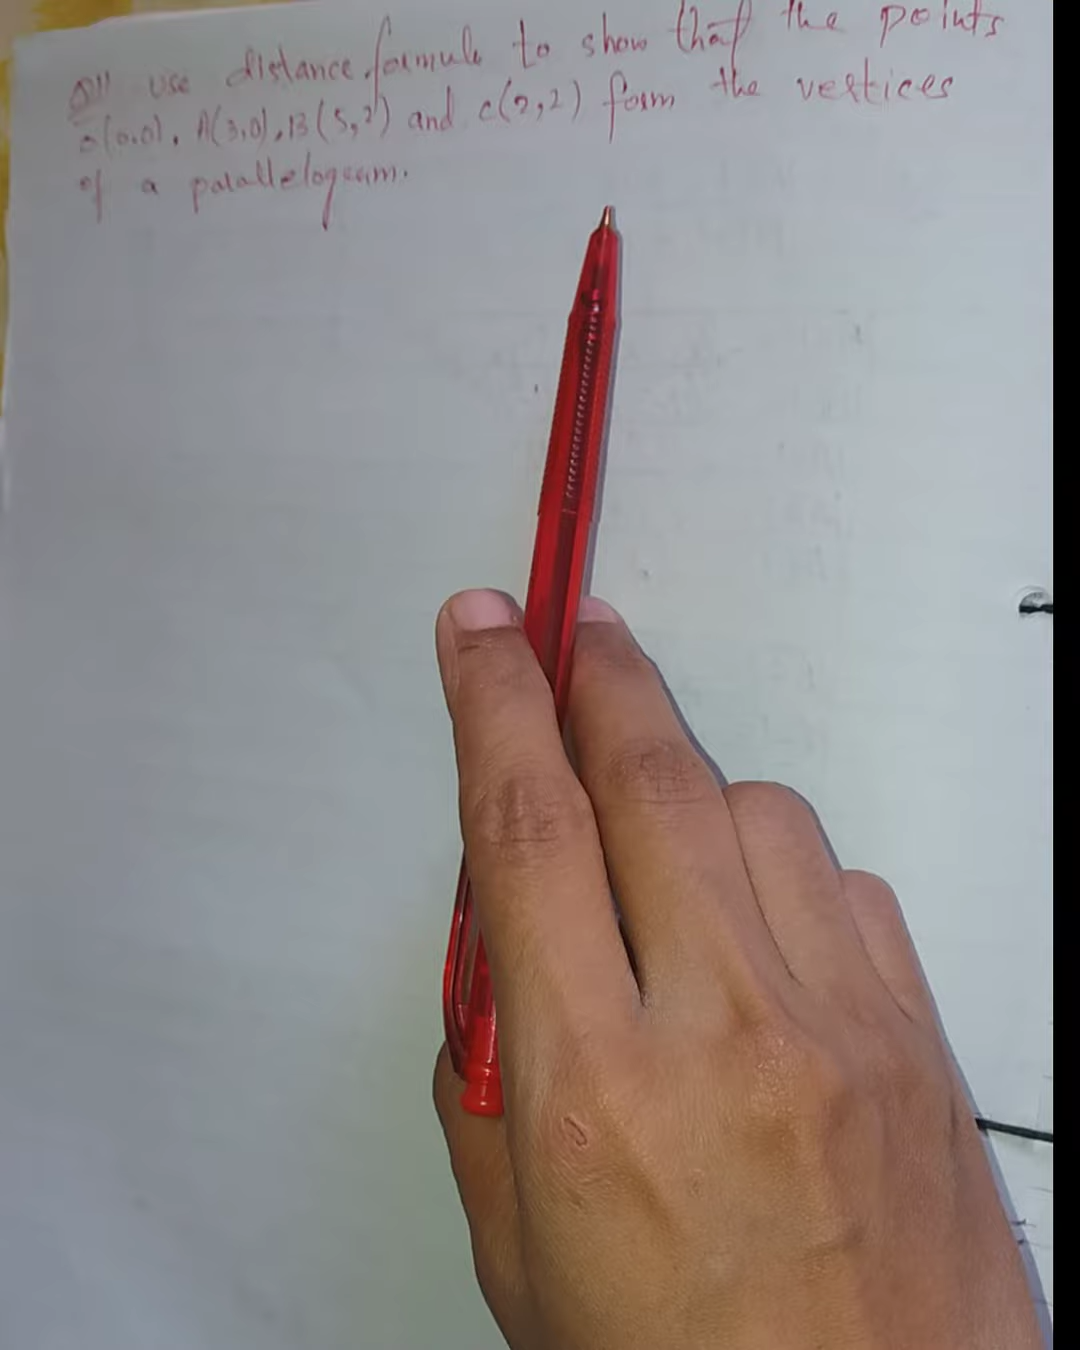 Q11 use distance formule to show that the points
o(0,0), A(3,0), B(5,2) and c(2,2) form the vertices
of a parallelogram.